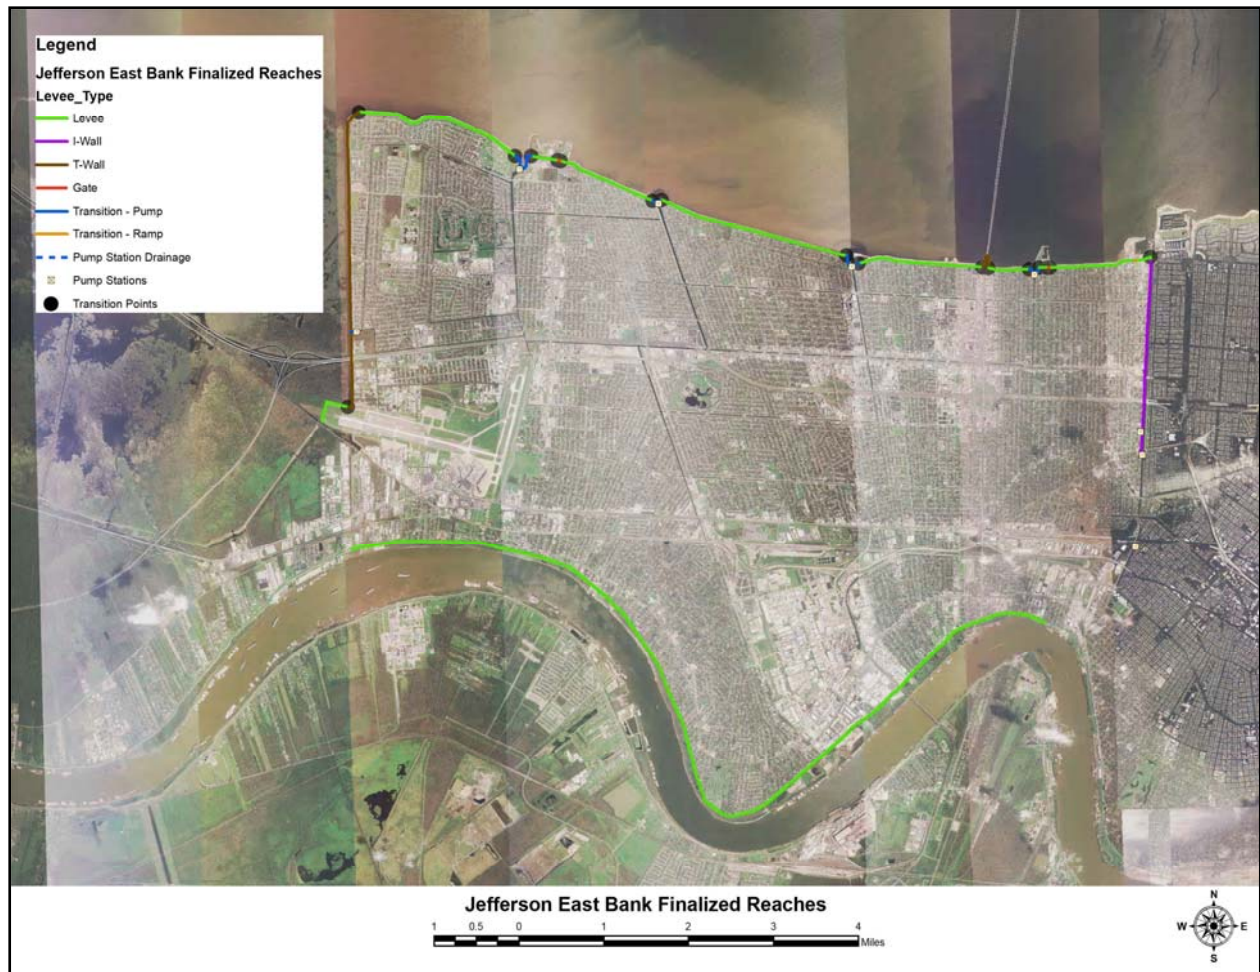 Legend
Jefferson East Bank Finalized Reaches
Levee_Type
Levee
I-Wall
T-Wall
Gate
Transition - Pump
Transition - Ramp
Pump Station Drainage
Pump Stations
Transition Points
Jefferson East Bank Finalized Reaches
1 0.5 0 1 2 3 4
Miles
N
W E
S